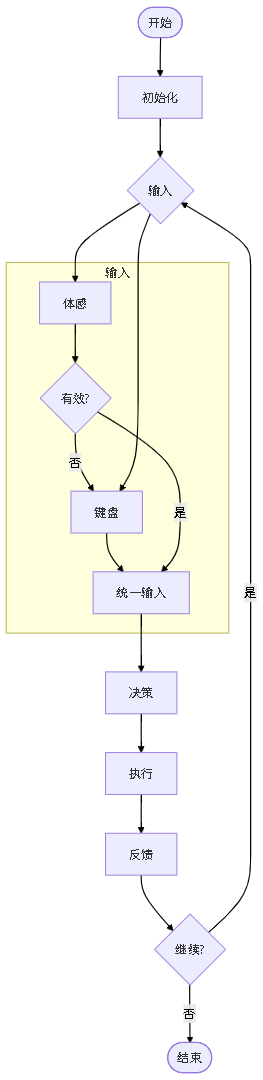 开始
初始化
输入
输入
体感
有效?
否
键盘
是
统一输入
是
决策
执行
反馈
继续?
否
结束